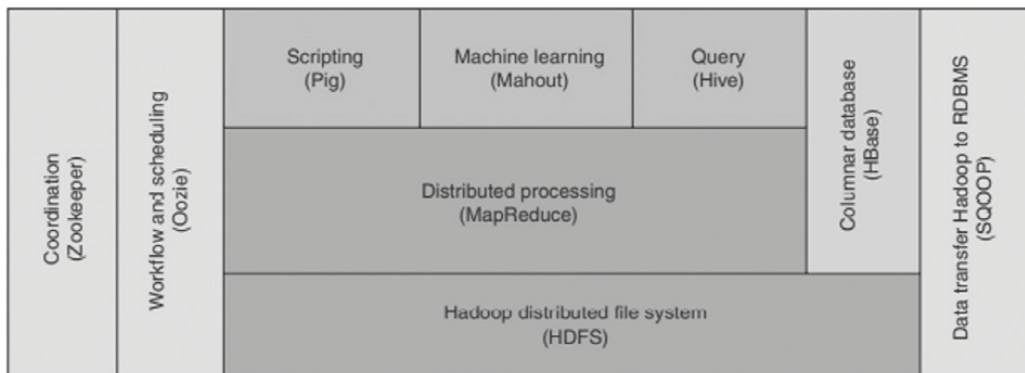 Coordination
(Zookeeper)
Workflow and scheduling
(Oozie)
Scripting
(Pig)
Machine learning
(Mahout)
Query
(Hive)
Columnar database
(HBase)
Data transfer Hadoop to RDBMS
(SQOOP)
Distributed processing
(MapReduce)
Hadoop distributed file system
(HDFS)